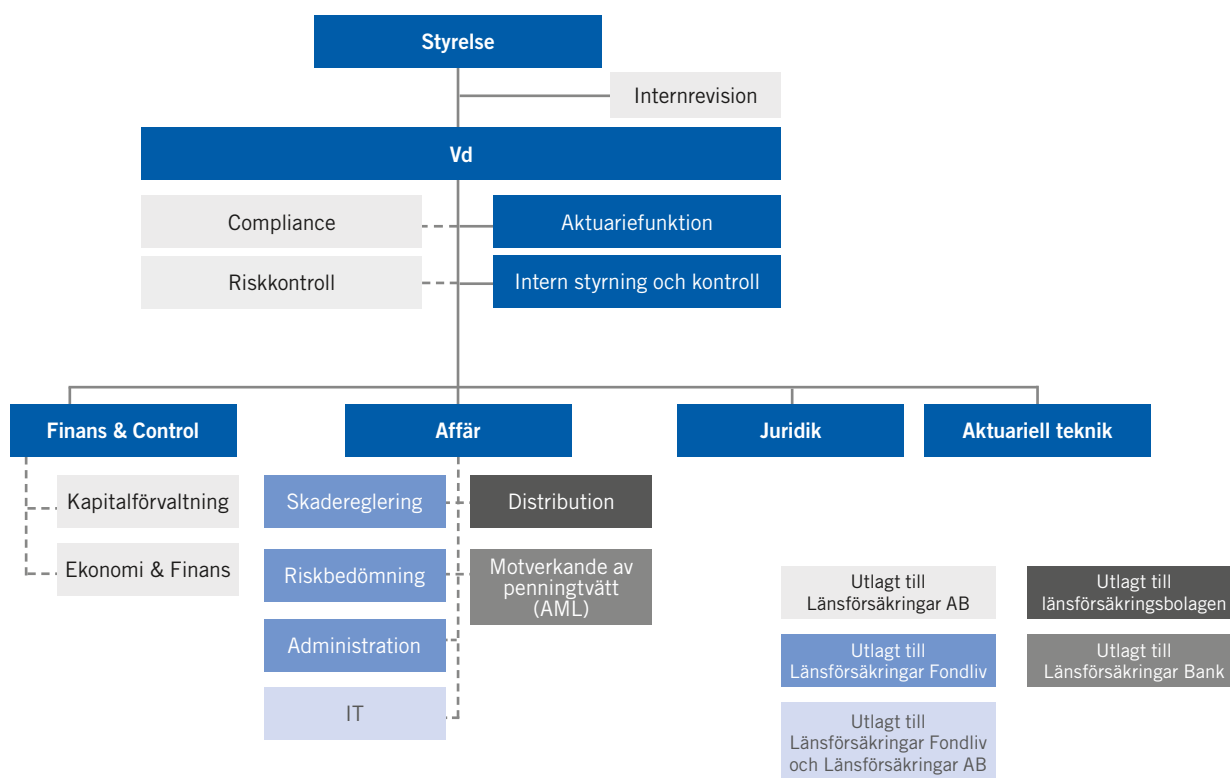 Styrelse
Internrevision
Vd
Compliance
Aktuariefunktion
Riskkontroll
Intern styrning och kontroll
Finans & Control
Affär
Juridik
Aktuariell teknik
Kapitalförvaltning
Ekonomi & Finans
Skadereglering
Distribution
Riskbedömning
Motverkande av
penningtvätt
(AML)
Administration
IT
Utlagt till
Länsförsäkringar AB
Utlagt till
länsförsäkringsbolagen
Utlagt till
Länsförsäkringar Fondliv
Utlagt till
Länsförsäkringar Bank
Utlagt till
Länsförsäkringar Fondliv
och Länsförsäkringar AB